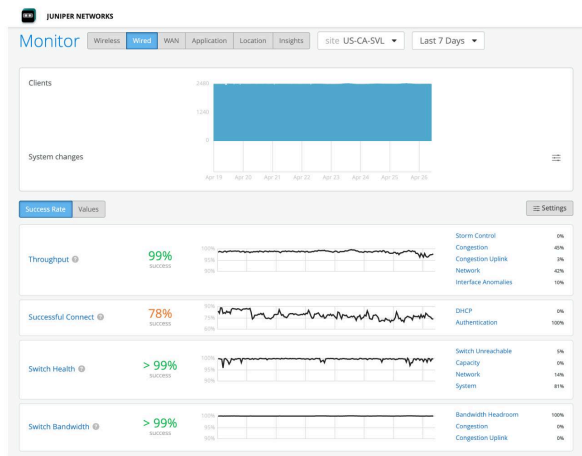 JUNIPER NETWORKS
Monitor Wireless Wired WAN Application Location Insights site US-CA-SVL Last 7 Days
Clients
2480
1240
0
System changes
Apr 19 Apr 20 Apr 21 Apr 22 Apr 23 Apr 24 Apr 25 Apr 26
Success Rate Values Settings
Throughput 99% success
100%
95%
90%
Storm Control 0%
Congestion 45%
Congestion Uplink 3%
Network 42%
Interface Anomalies 10%
Successful Connect 78% success
90%
75%
60%
DHCP 0%
Authentication 100%
Switch Health > 99% success
100%
95%
90%
Switch Unreachable 5%
Capacity 0%
Network 14%
System 81%
Switch Bandwidth > 99% success
100%
95%
90%
Bandwidth Headroom 100%
Congestion 0%
Congestion Uplink 0%